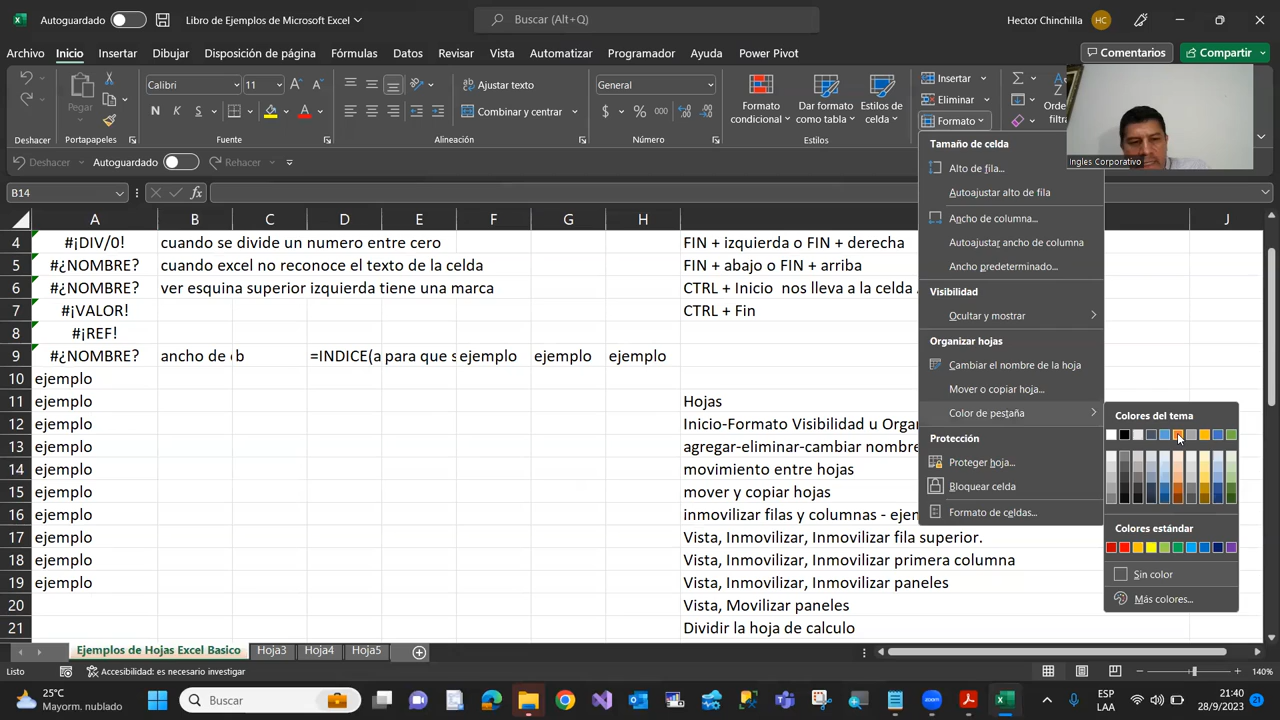 Autoguardado
Libro de Ejemplos de Microsoft Excel
Buscar (Alt+Q)
Hector Chinchilla
HC
Archivo Inicio Insertar Dibujar Disposición de página Fórmulas Datos Revisar Vista Automatizar Programador Ayuda Power Pivot
Comentarios
Compartir
Pegar
Calibri
11
N K S
Ajustar texto
Combinar y centrar
General
$ % 000
Formato condicional
Dar formato como tabla
Estilos de celda
Insertar
Eliminar
Formato
Deshacer
Portapapeles
Fuente
Alineación
Número
Estilos
Deshacer Autoguardado Rehacer
Ingles Corporativo
B14
A B C D E F G H J
4 #¡DIV/0! cuando se divide un numero entre cero FIN + izquierda o FIN + derecha
5 #¿NOMBRE? cuando excel no reconoce el texto de la celda FIN + abajo o FIN + arriba
6 #¿NOMBRE? ver esquina superior izquierda tiene una marca CTRL + Inicio nos lleva a la celda
7 #¡VALOR! CTRL + Fin
8 #¡REF!
9 #¿NOMBRE? ancho de b =INDICE(a para que s ejemplo ejemplo ejemplo
10 ejemplo
11 ejemplo Hojas
12 ejemplo Inicio-Formato Visibilidad u Orga
13 ejemplo agregar-eliminar-cambiar nombre
14 ejemplo movimiento entre hojas
15 ejemplo mover y copiar hojas
16 ejemplo inmovilizar filas y columnas - ejem
17 ejemplo Vista, Inmovilizar, Inmovilizar fila superior.
18 ejemplo Vista, Inmovilizar, Inmovilizar primera columna
19 ejemplo Vista, Inmovilizar, Inmovilizar paneles
20 Vista, Movilizar paneles
21 Dividir la hoja de calculo
Tamaño de celda
Alto de fila...
Autoajustar alto de fila
Ancho de columna...
Autoajustar ancho de columna
Ancho predeterminado...
Visibilidad
Ocultar y mostrar
Organizar hojas
Cambiar el nombre de la hoja
Mover o copiar hoja...
Color de pestaña
Protección
Proteger hoja...
Bloquear celda
Formato de celdas...
Colores del tema
Colores estándar
Sin color
Más colores...
Ejemplos de Hojas Excel Basico Hoja3 Hoja4 Hoja5
Listo
Accesibilidad: es necesario investigar
140%
25°C
Mayorm. nublado
Buscar
ESP
LAA
21:40
28/9/2023